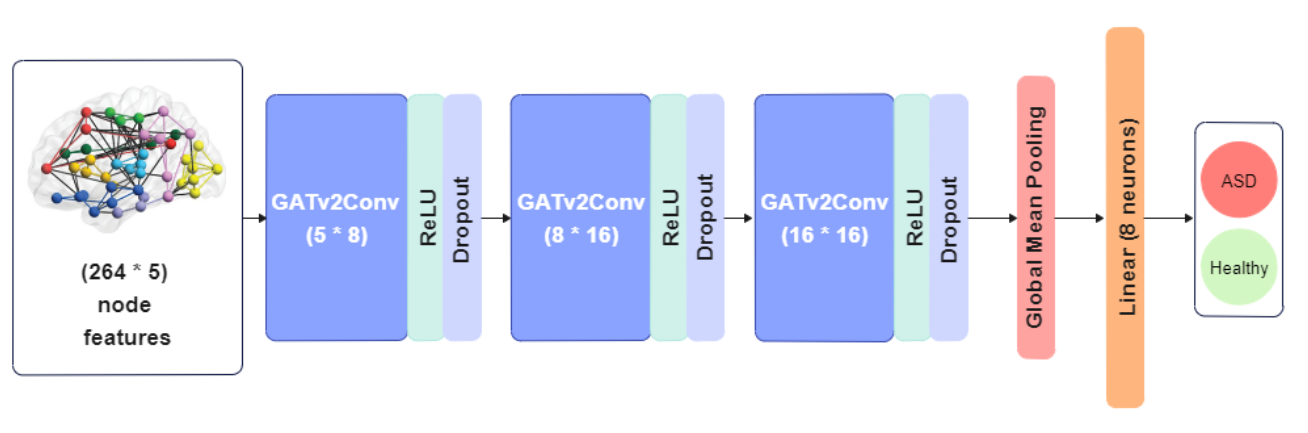 (264 * 5)
node
features
GATv2Conv
(5 * 8)
ReLU
Dropout
GATv2Conv
(8 * 16)
ReLU
Dropout
GATv2Conv
(16 * 16)
ReLU
Dropout
Global Mean Pooling
Linear (8 neurons)
ASD
Healthy